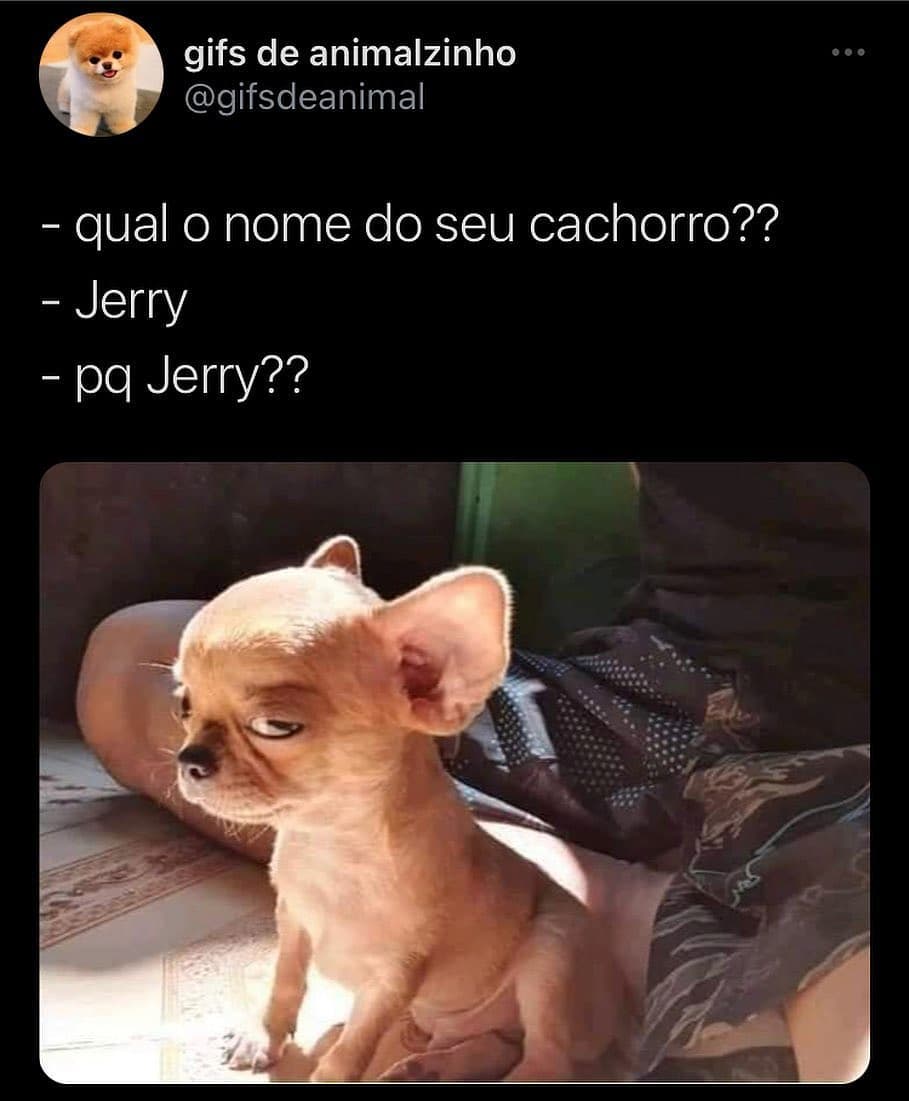 gifs de animalzinho
@gifsdeanimal
- qual o nome do seu cachorro??
- Jerry
- pq Jerry??